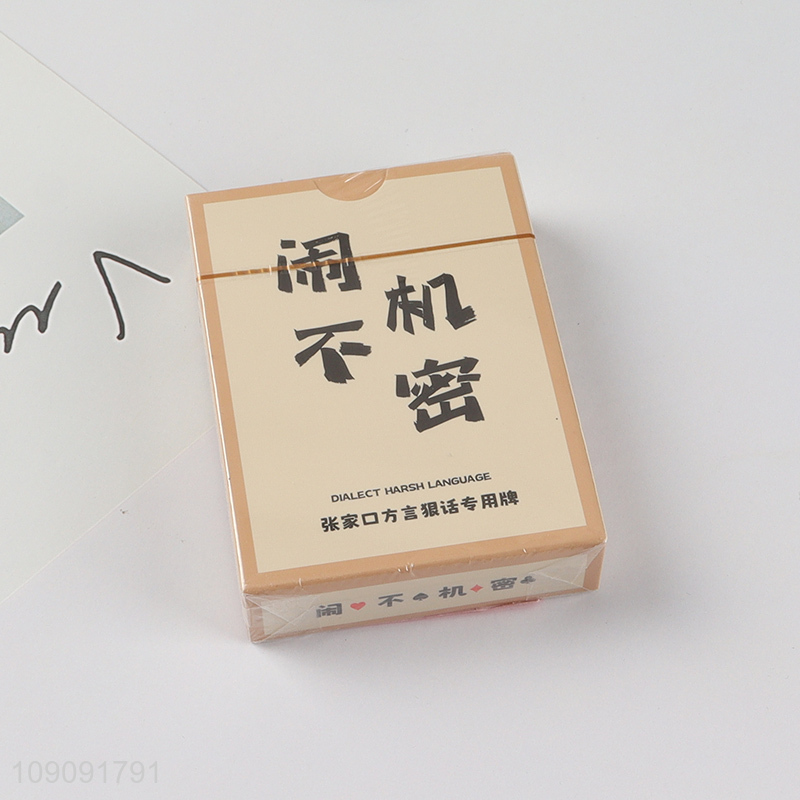 闹不
机密
DIALECT HARSH LANGUAGE
张家口方言狠话专用牌
闹♥不♠机♦密♣
109091791